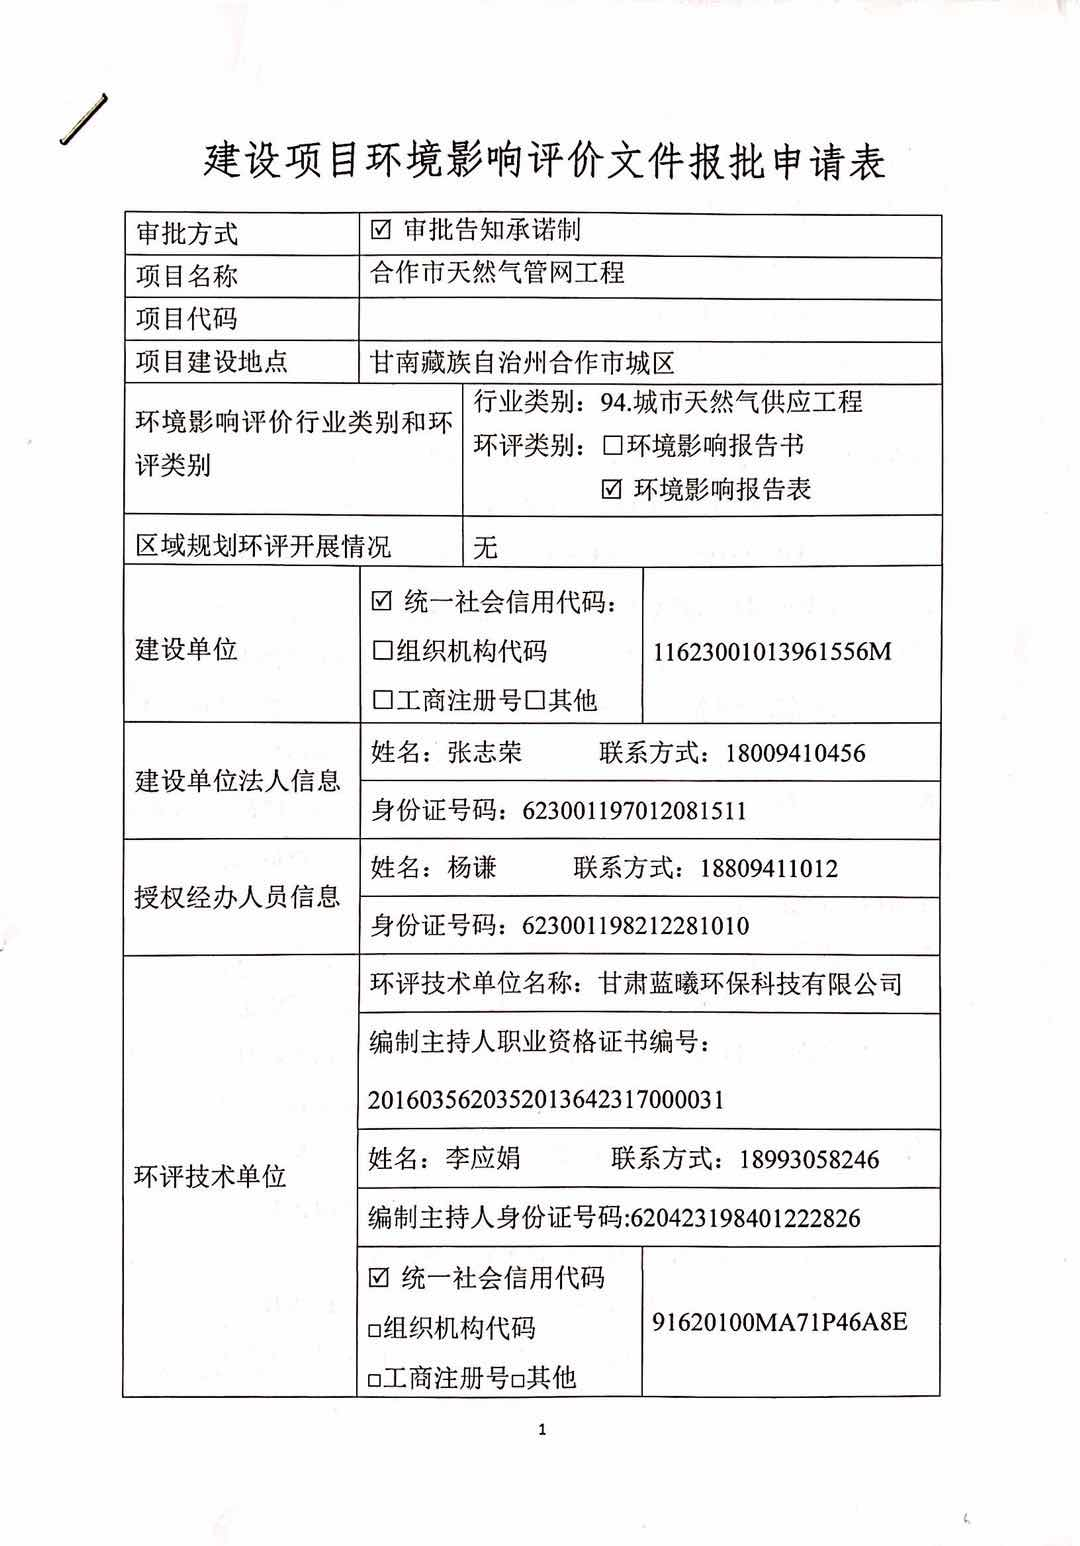 建设项目环境影响评价文件报批申请表
审批方式
☑ 审批告知承诺制
项目名称
合作市天然气管网工程
项目代码
项目建设地点
甘南藏族自治州合作市城区
环境影响评价行业类别和环
评类别
行业类别：94.城市天然气供应工程
环评类别：□环境影响报告书
☑ 环境影响报告表
区域规划环评开展情况
无
建设单位
☑ 统一社会信用代码：
□组织机构代码
□工商注册号□其他
11623001013961556M
建设单位法人信息
姓名：张志荣 联系方式：18009410456
身份证号码：623001197012081511
授权经办人员信息
姓名：杨谦 联系方式：18809411012
身份证号码：623001198212281010
环评技术单位
环评技术单位名称：甘肃蓝曦环保科技有限公司
编制主持人职业资格证书编号：
2016035620352013642317000031
姓名：李应娟 联系方式：18993058246
编制主持人身份证号码:620423198401222826
☑ 统一社会信用代码
□组织机构代码
□工商注册号□其他
91620100MA71P46A8E
1